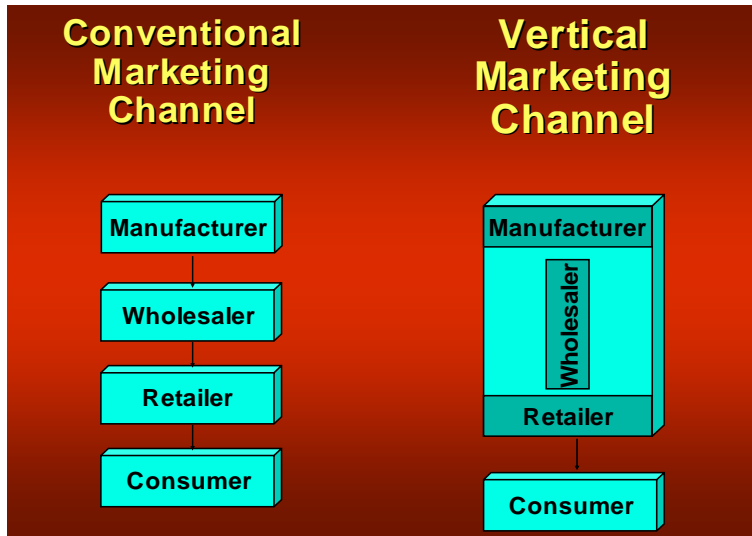 Conventional
Marketing
Channel
Manufacturer
Wholesaler
Retailer
Consumer
Vertical
Marketing
Channel
Manufacturer
Wholesaler
Retailer
Consumer